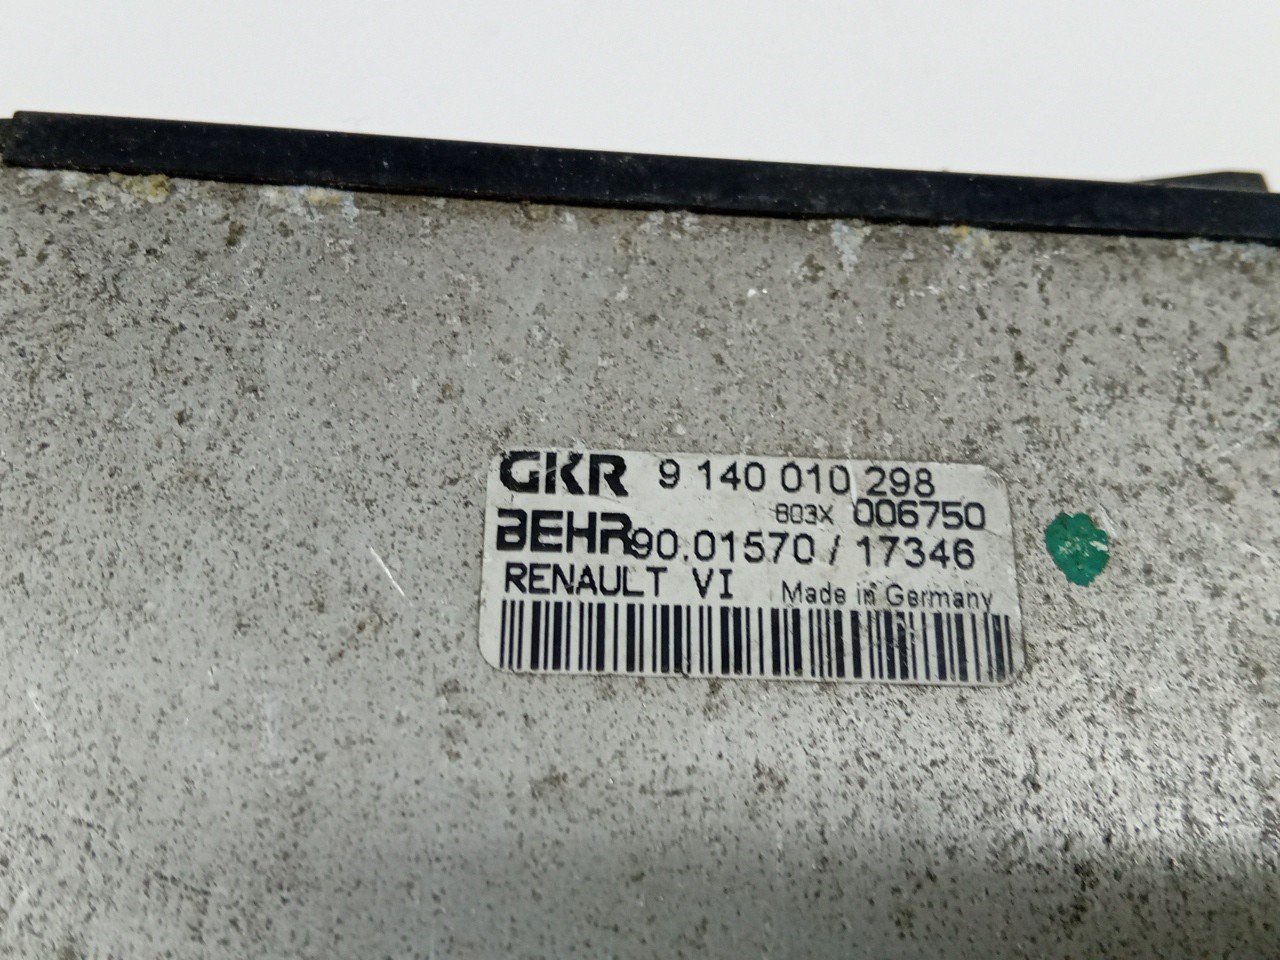 GKR 9 140 010 298
803X 006750
BEHR 90.01570 / 17346
RENAULT VI Made in Germany